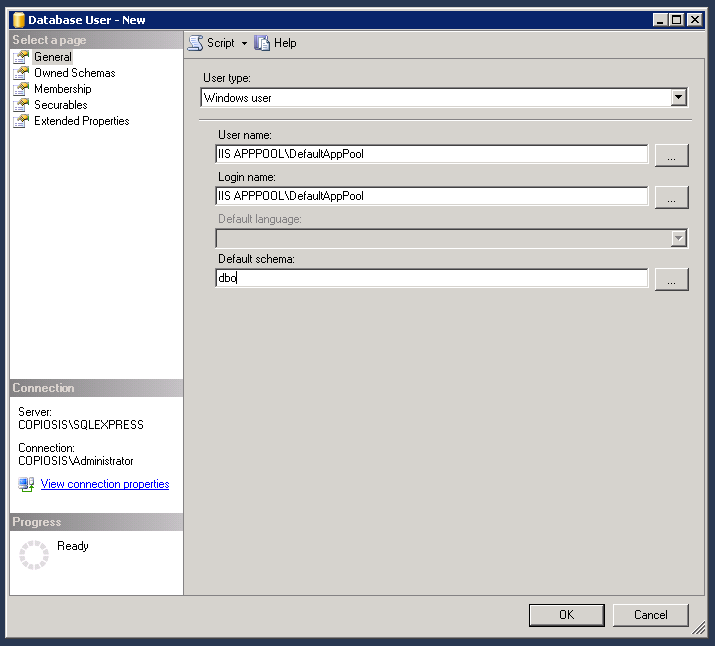 Database User - New
Select a page
General
Owned Schemas
Membership
Securables
Extended Properties
Script
Help
User type:
Windows user
User name:
IIS APPPOOL\DefaultAppPool
...
Login name:
IIS APPPOOL\DefaultAppPool
...
Default language:
Default schema:
dbo
...
Connection
Server:
COPIOSIS\SQLEXPRESS
Connection:
COPIOSIS\Administrator
View connection properties
Progress
Ready
OK
Cancel